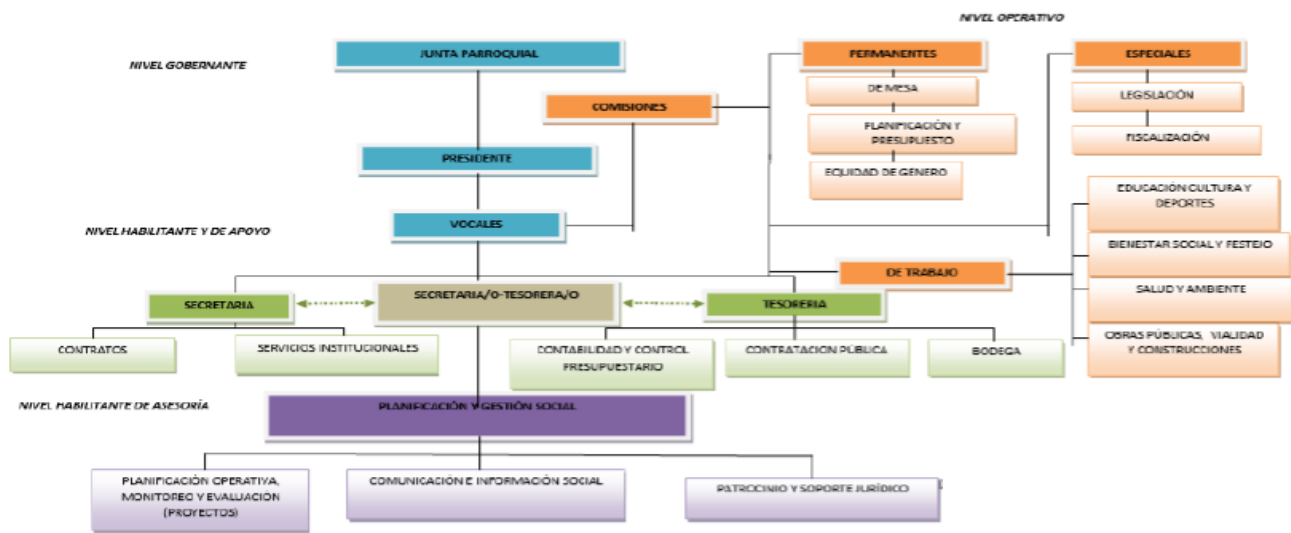 NIVEL OPERATIVO
NIVEL GOBERNANTE
JUNTA PARROQUIAL
PERMANENTES
ESPECIALES
DE MESA
LEGISLACIÓN
COMISIONES
PLANIFICACIÓN Y
PRESUPUESTO
FISCALIZACIÓN
PRESIDENTE
EQUIDAD DE GENERO
EDUCACIÓN CULTURA Y
DEPORTES
NIVEL HABILITANTE Y DE APOYO
VOCALES
BIENESTAR SOCIAL Y FESTEJO
DE TRABAJO
SALUD Y AMBIENTE
SECRETARIA
SECRETARIA/O-TESORERA/O
TESORERIA
OBRAS PÚBLICAS, VIALIDAD
Y CONSTRUCCIONES
CONTRATOS
SERVICIOS INSTITUCIONALES
CONTABILIDAD Y CONTROL
PRESUPUESTARIO
CONTRATACION PÚBLICA
BODEGA
NIVEL HABILITANTE DE ASESORÍA
PLANIFICACIÓN Y GESTIÓN SOCIAL
PLANIFICACIÓN OPERATIVA,
MONITOREO Y EVALUACIÓN
(PROYECTOS)
COMUNICACIÓN E INFORMACIÓN SOCIAL
PATROCINIO Y SOPORTE JURÍDICO